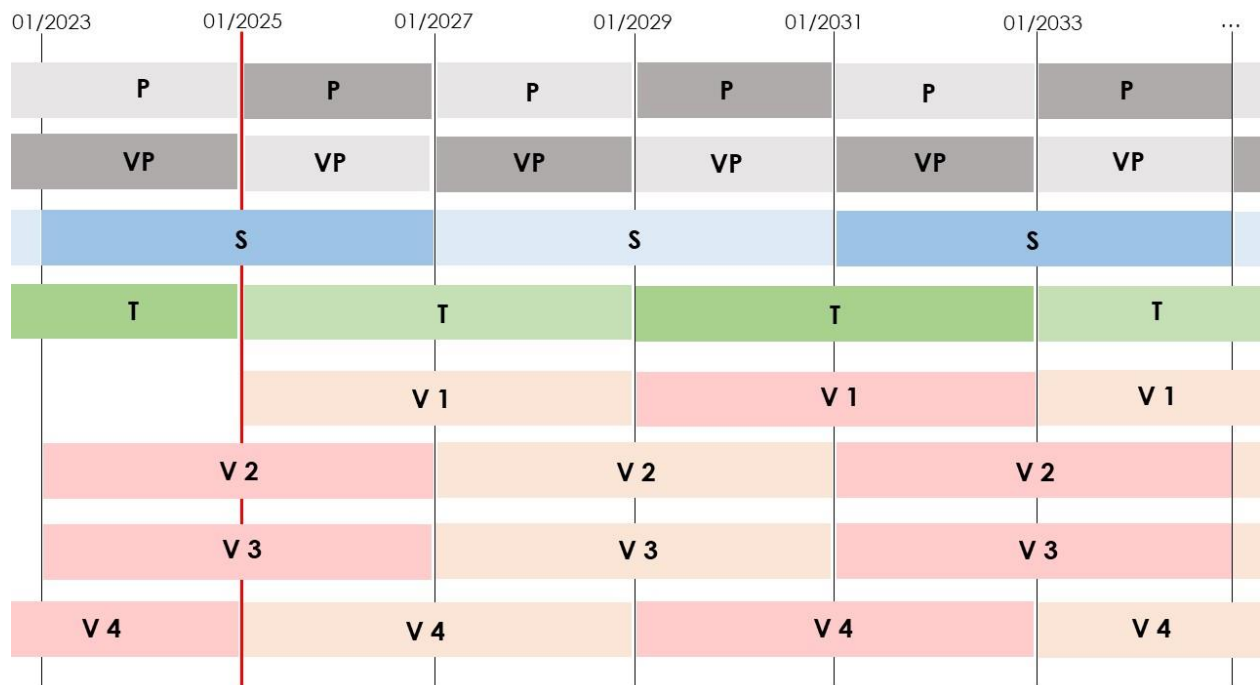 01/2023 01/2025 01/2027 01/2029 01/2031 01/2033 ...
P P P P P P
VP VP VP VP VP VP
S S S
T T T T
V 1 V 1 V 1
V 2 V 2 V 2
V 3 V 3 V 3
V 4 V 4 V 4 V 4